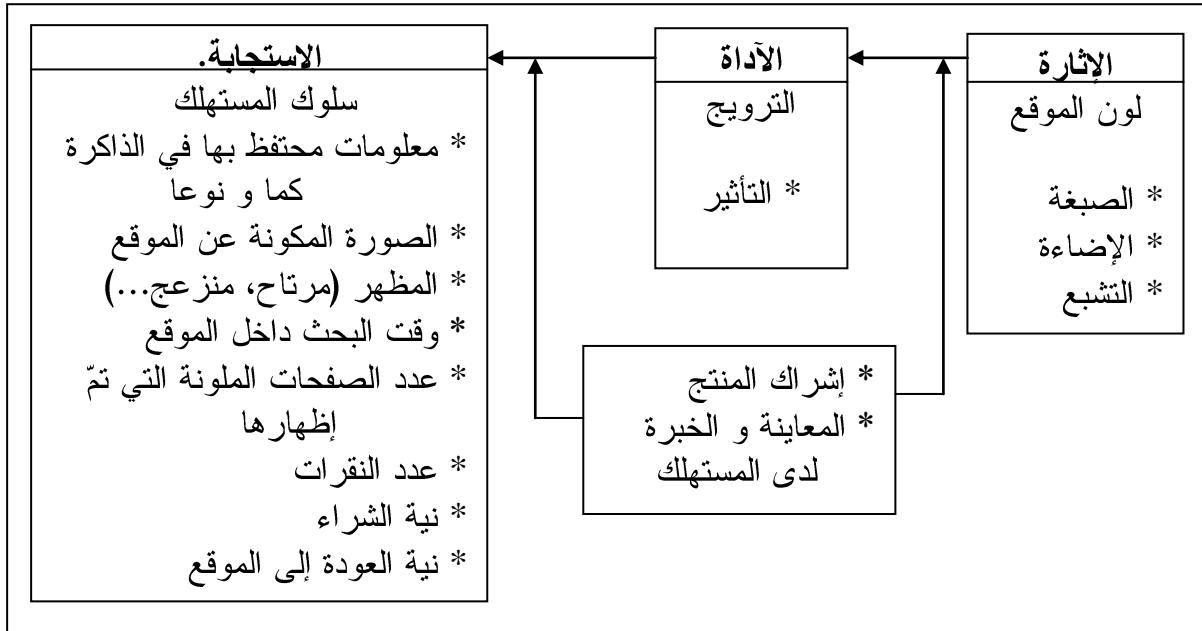 الإثارة
لون الموقع
* الصبغة
* الإضاءة
* التشبع
الآداة
الترويج
* التأثير
* إشراك المنتج
* المعاينة و الخبرة
لدى المستهلك
الاستجابة.
سلوك المستهلك
* معلومات محتفظ بها في الذاكرة
كما و نوعا
* الصورة المكونة عن الموقع
* المظهر (مرتاح، منزعج...)
* وقت البحث داخل الموقع
* عدد الصفحات الملونة التي تمّ
إظهارها
* عدد النقرات
* نية الشراء
* نية العودة إلى الموقع